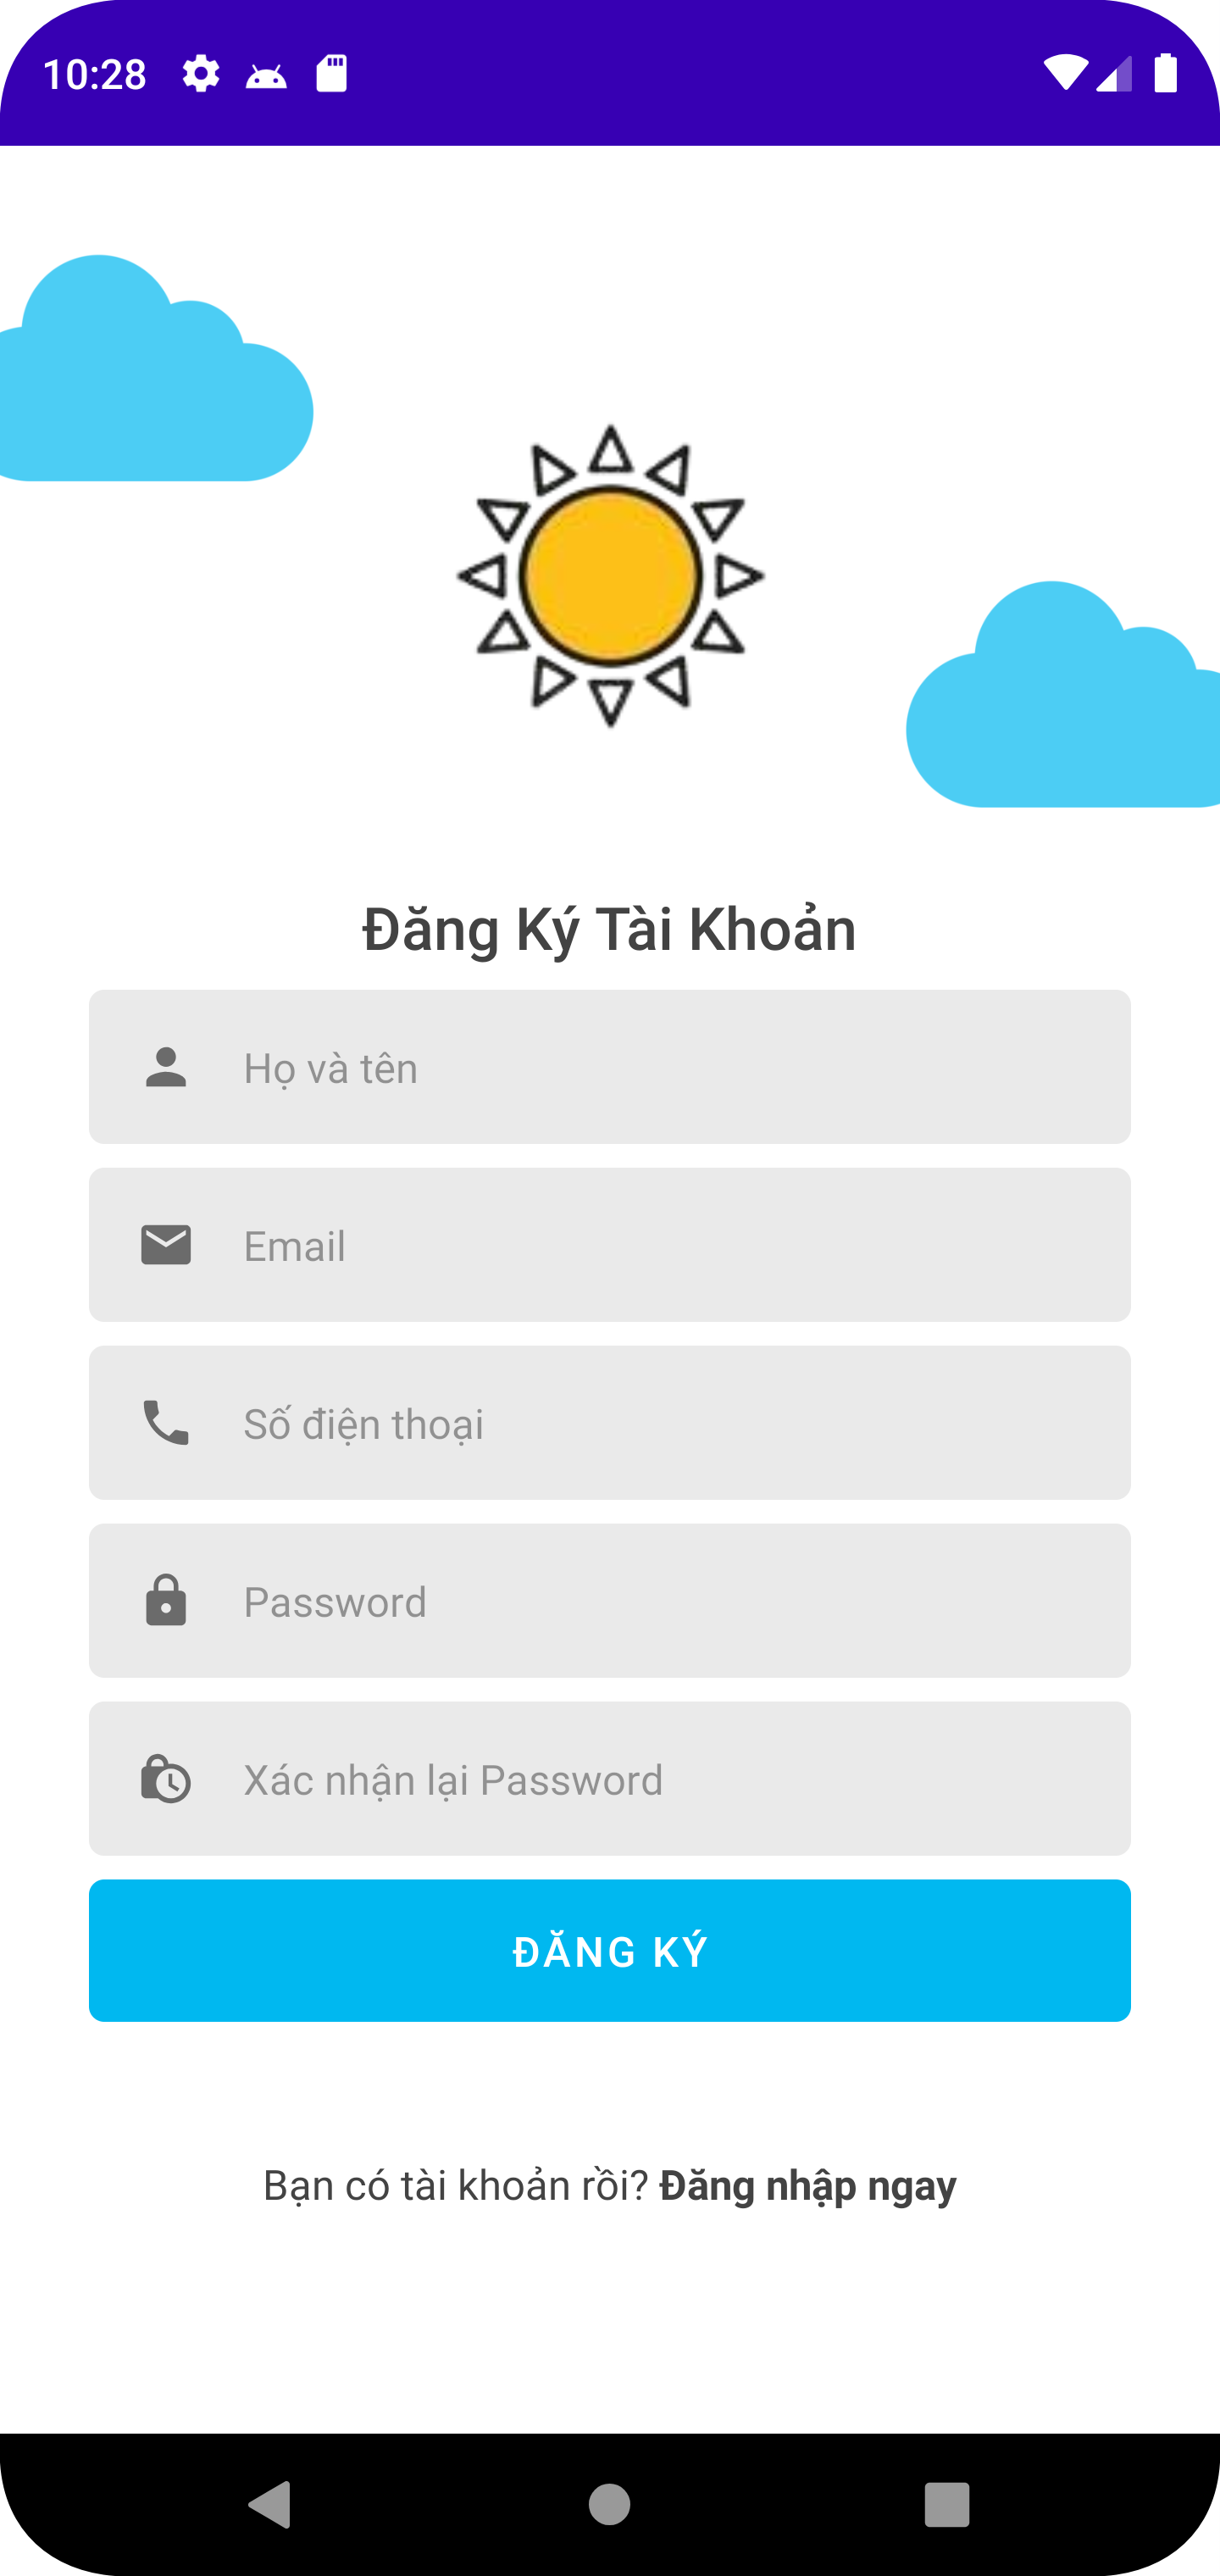 10:28
Đăng Ký Tài Khoản
Họ và tên
Email
Số điện thoại
Password
Xác nhận lại Password
ĐĂNG KÝ
Bạn có tài khoản rồi? Đăng nhập ngay